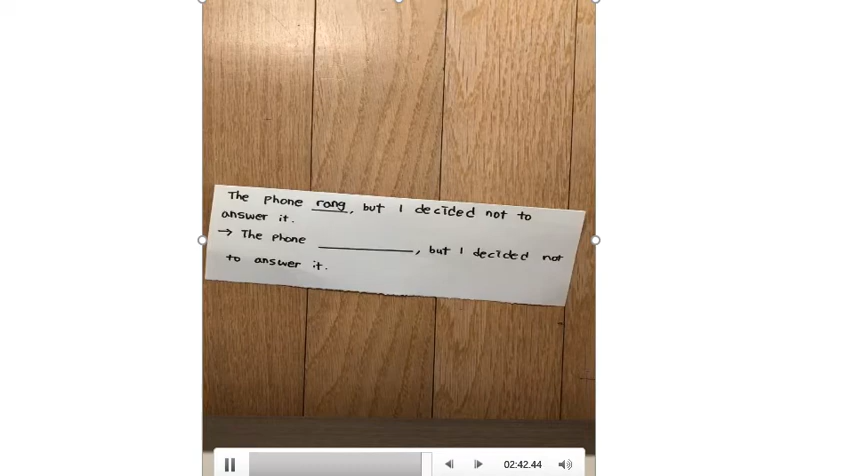 The phone rang, but I decided not to
answer it.
→ The phone __________, but I decided not
to answer it.
02:42.44